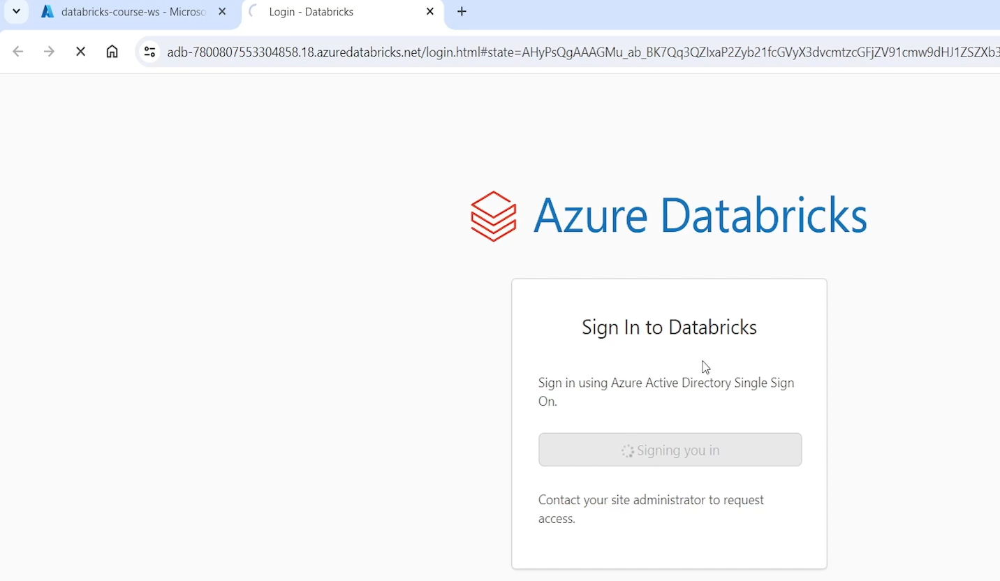 databricks-course-ws - Microso
Login - Databricks
adb-7800807553304858.18.azuredatabricks.net/login.html#state=AHyPsQgAAAGMu_ab_BK7Qq3QZIxaP2Zyb21fcGVyX3dvcmtzcGFjZV91cmw9dHJ1ZSZXb3
Azure Databricks
Sign In to Databricks
Sign in using Azure Active Directory Single Sign
On.
Signing you in
Contact your site administrator to request
access.